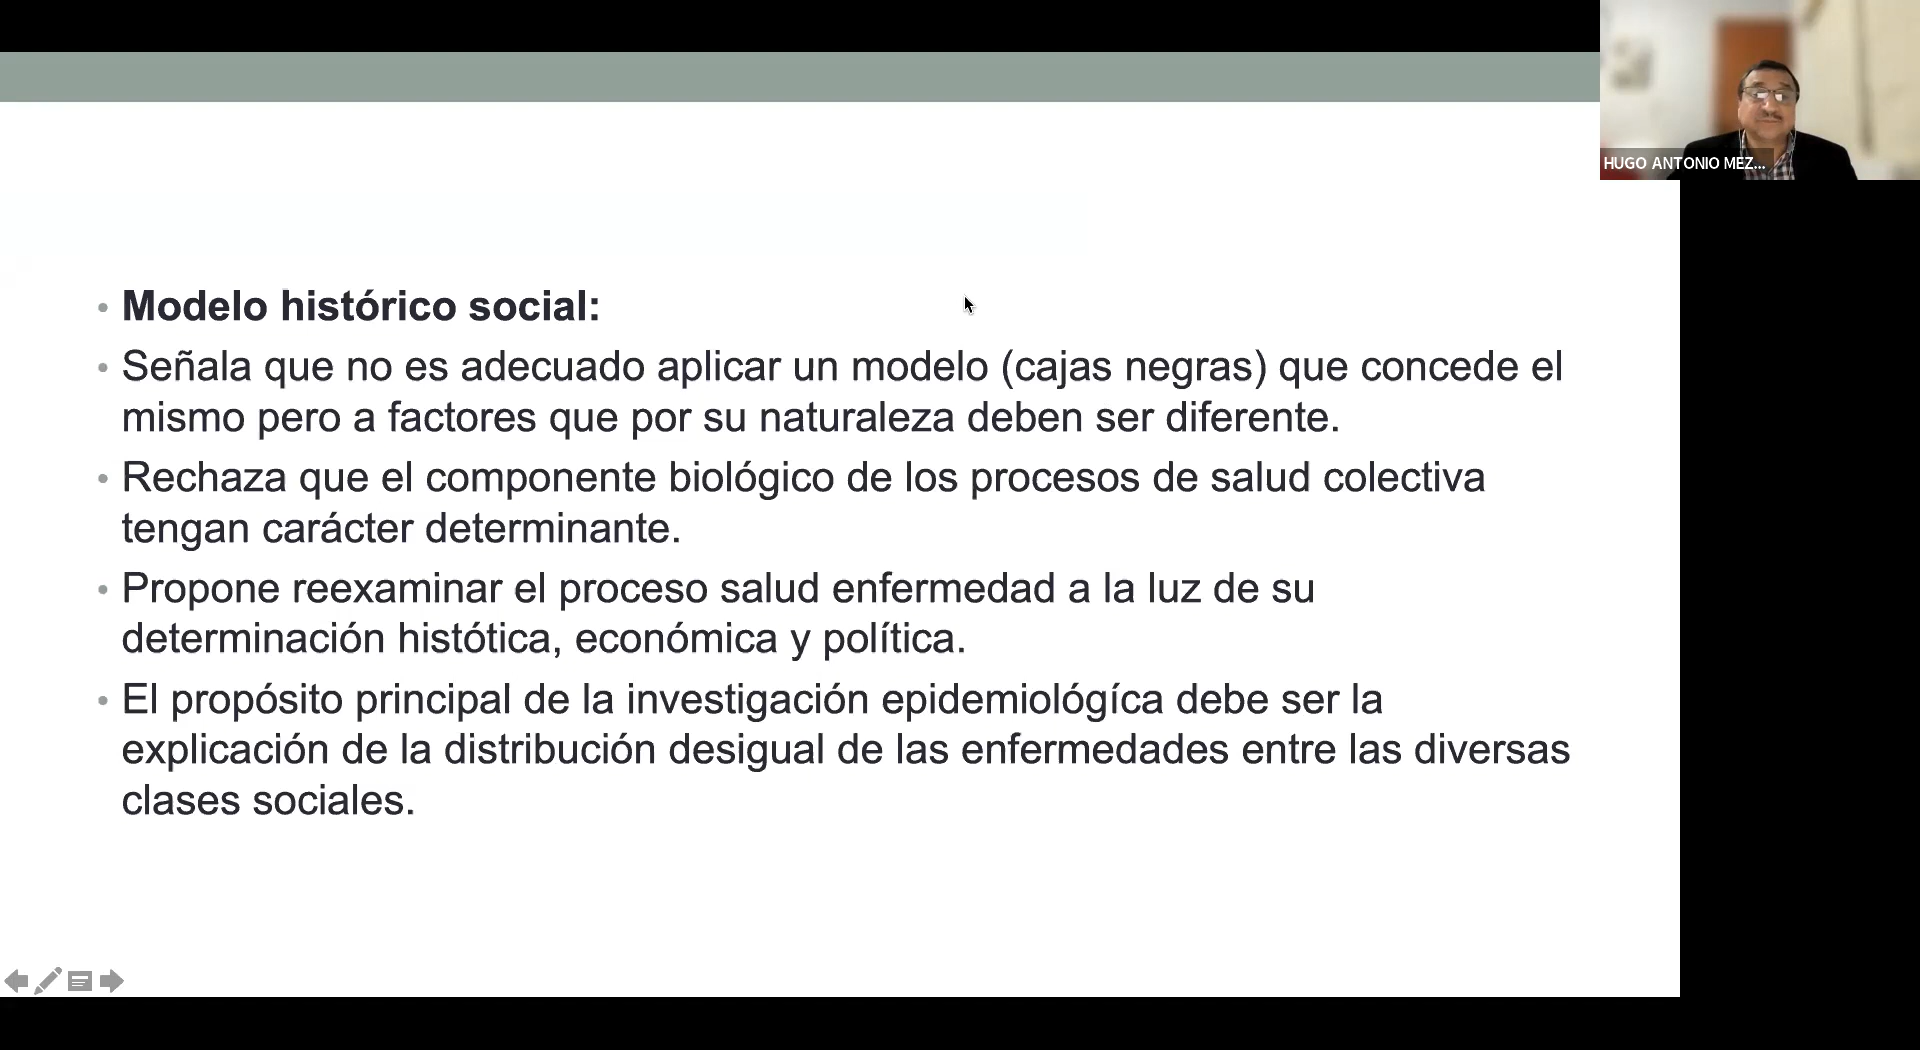 HUGO ANTONIO MEZ...
• Modelo histórico social:
• Señala que no es adecuado aplicar un modelo (cajas negras) que concede el
mismo pero a factores que por su naturaleza deben ser diferente.
• Rechaza que el componente biológico de los procesos de salud colectiva
tengan carácter determinante.
• Propone reexaminar el proceso salud enfermedad a la luz de su
determinación histótica, económica y política.
• El propósito principal de la investigación epidemiológíca debe ser la
explicación de la distribución desigual de las enfermedades entre las diversas
clases sociales.